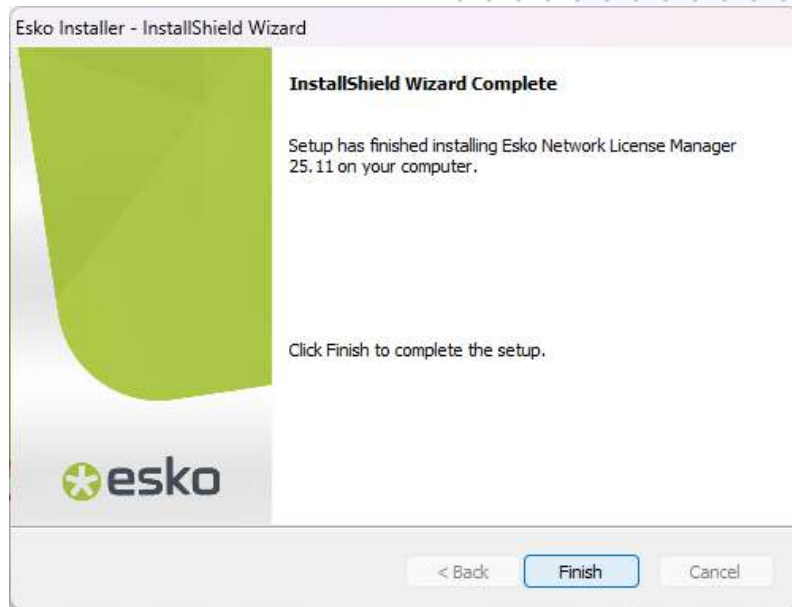 Esko Installer - InstallShield Wizard
InstallShield Wizard Complete
Setup has finished installing Esko Network License Manager
25.11 on your computer.
Click Finish to complete the setup.
esko
< Back
Finish
Cancel